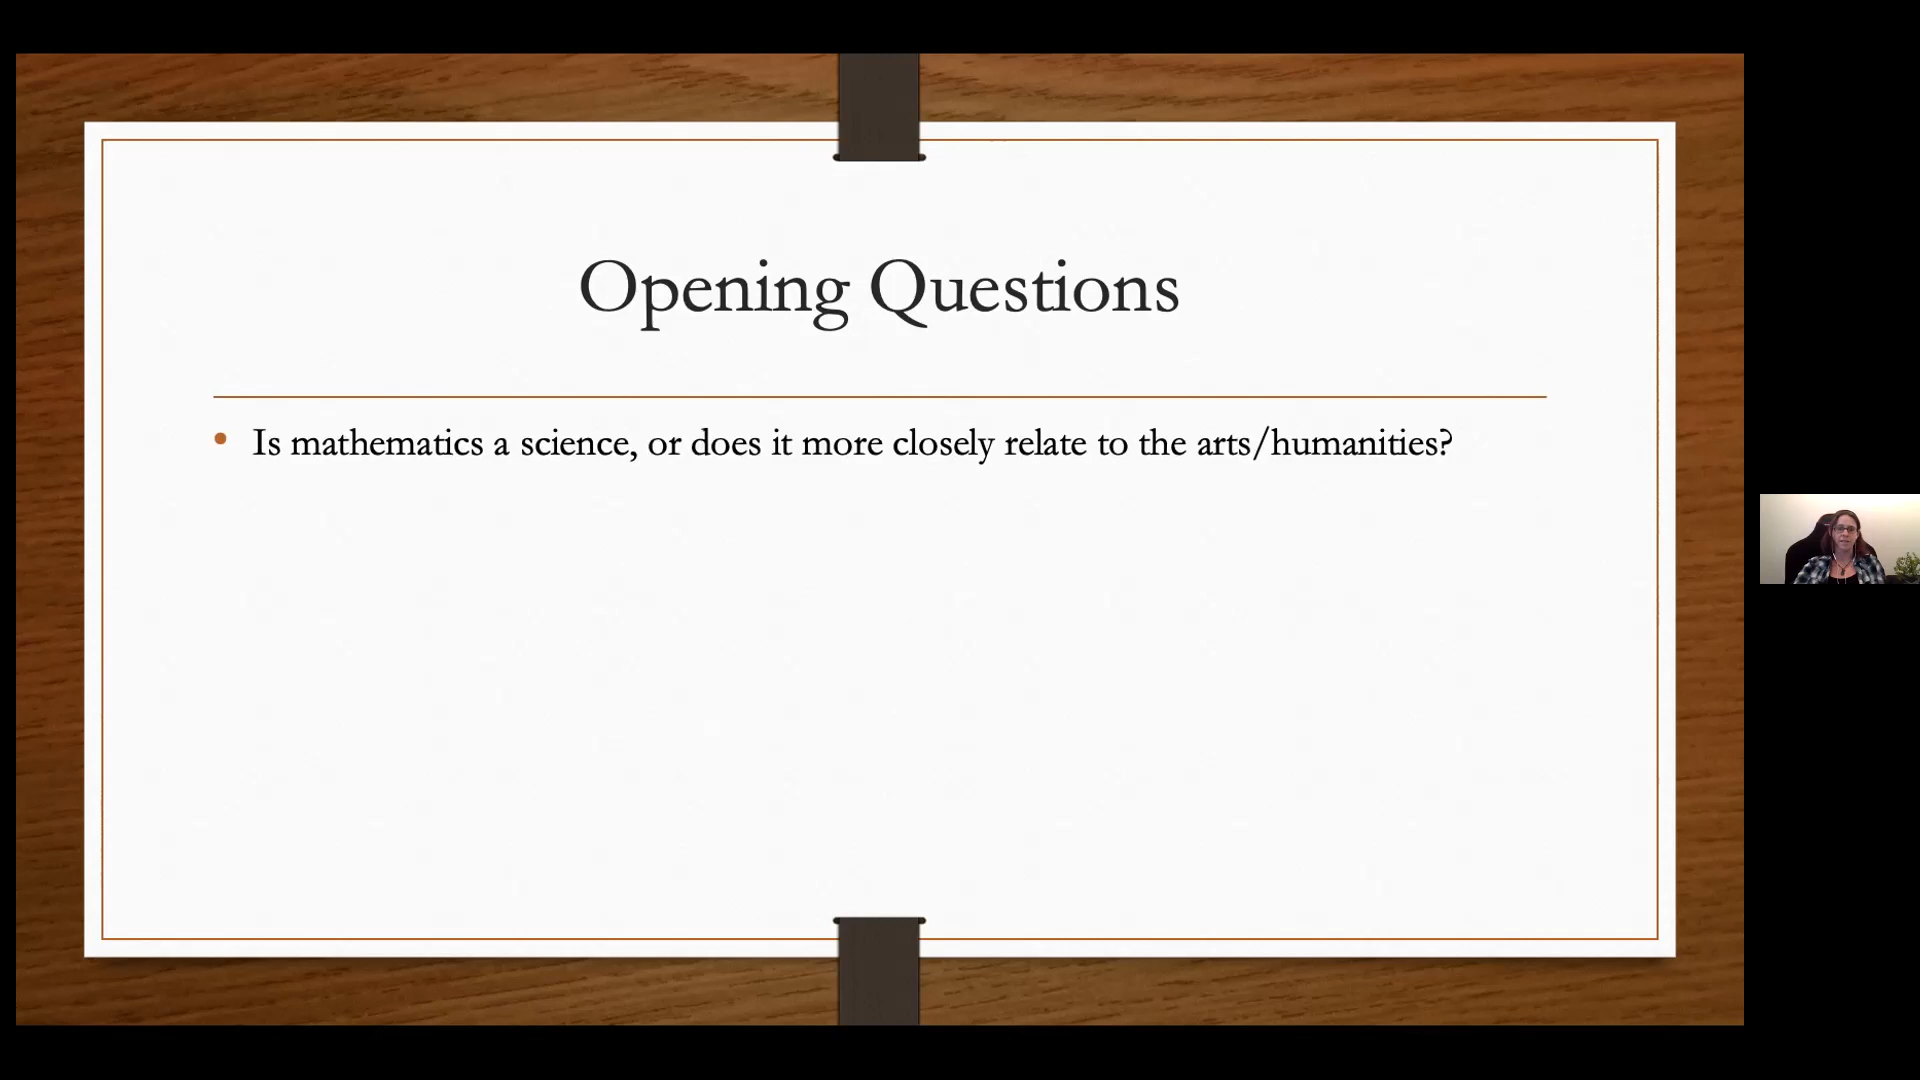 Opening Questions
• Is mathematics a science, or does it more closely relate to the arts/humanities?